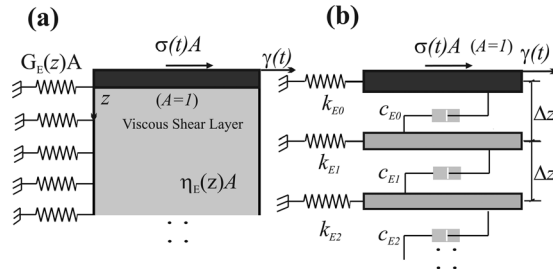 (a)
σ(t)A
γ(t)
G_E(z)A
z
(A=1)
Viscous Shear Layer
η_E(z)A
(b)
σ(t)A (A=1)
γ(t)
k_E0
c_E0
Δz
k_E1
c_E1
Δz
k_E2
c_E2